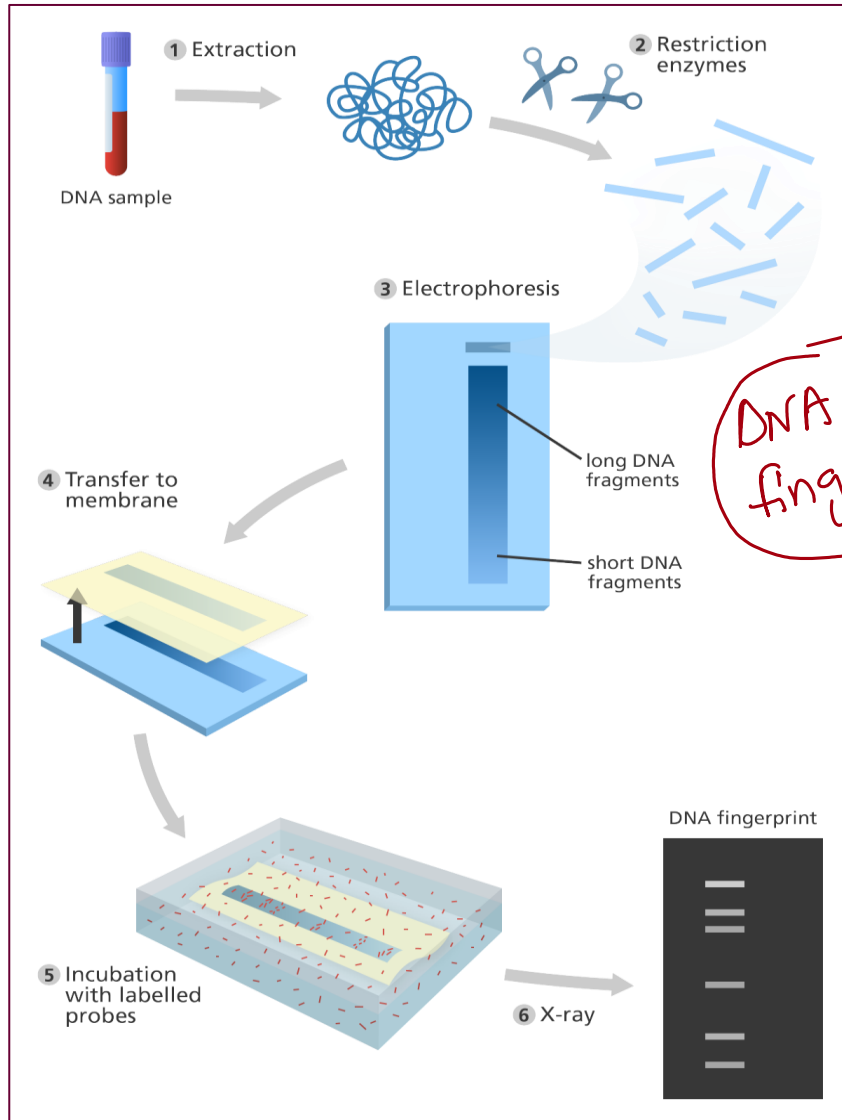 1 Extraction
2 Restriction
enzymes
DNA sample
3 Electrophoresis
long DNA
fragments
short DNA
fragments
DNA
4 Transfer to
membrane
5 Incubation
with labelled
probes
6 X-ray
DNA fingerprint